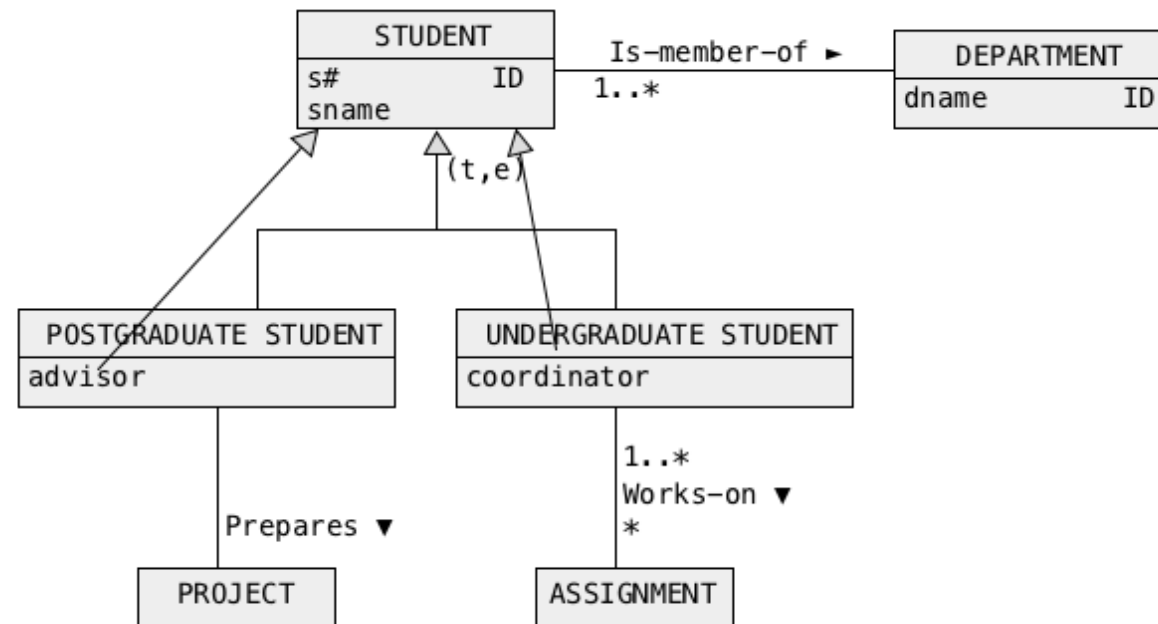 STUDENT
s# ID
sname
Is-member-of ►
1..*
DEPARTMENT
dname ID
(t,e)
POSTGRADUATE STUDENT
advisor
UNDERGRADUATE STUDENT
coordinator
Prepares ▼
1..*
Works-on ▼
*
PROJECT
ASSIGNMENT